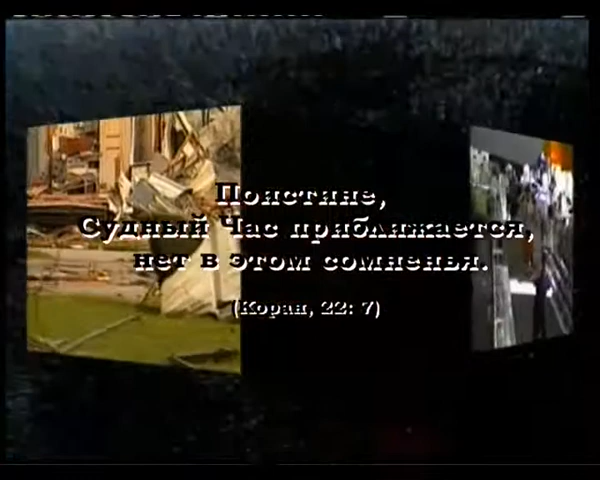 Поистине,
Судный Час приближается,
нет в этом сомненья.
(Коран, 22: 7)